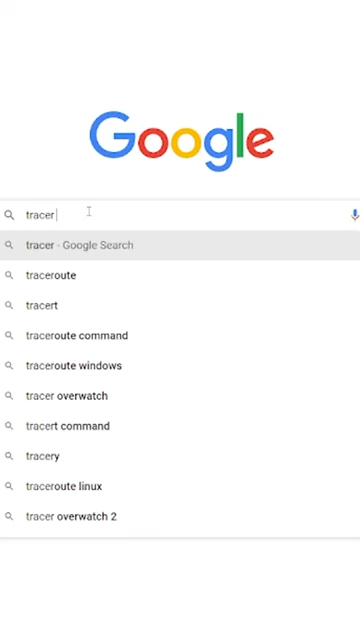 Google
tracer
tracer - Google Search
traceroute
tracert
traceroute command
traceroute windows
tracer overwatch
tracert command
tracery
traceroute linux
tracer overwatch 2